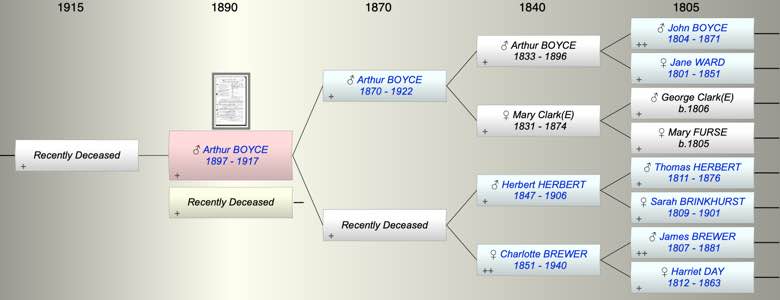 1915 1890 1870 1840 1805
Recently Deceased
+
♂ Arthur BOYCE
1897 - 1917
+
Recently Deceased
+
♂ Arthur BOYCE
1870 - 1922
+
Recently Deceased
+
♂ Arthur BOYCE
1833 - 1896
+
♀ Mary Clark(E)
1831 - 1874
+
♂ Herbert HERBERT
1847 - 1906
+
♀ Charlotte BREWER
1851 - 1940
++
♂ John BOYCE
1804 - 1871
++
♀ Jane WARD
1801 - 1851
+
♂ George Clark(E)
b.1806
+
♀ Mary FURSE
b.1805
+
♂ Thomas HERBERT
1811 - 1876
+
♀ Sarah BRINKHURST
1809 - 1901
+
♂ James BREWER
1807 - 1881
++
♀ Harriet DAY
1812 - 1863
+